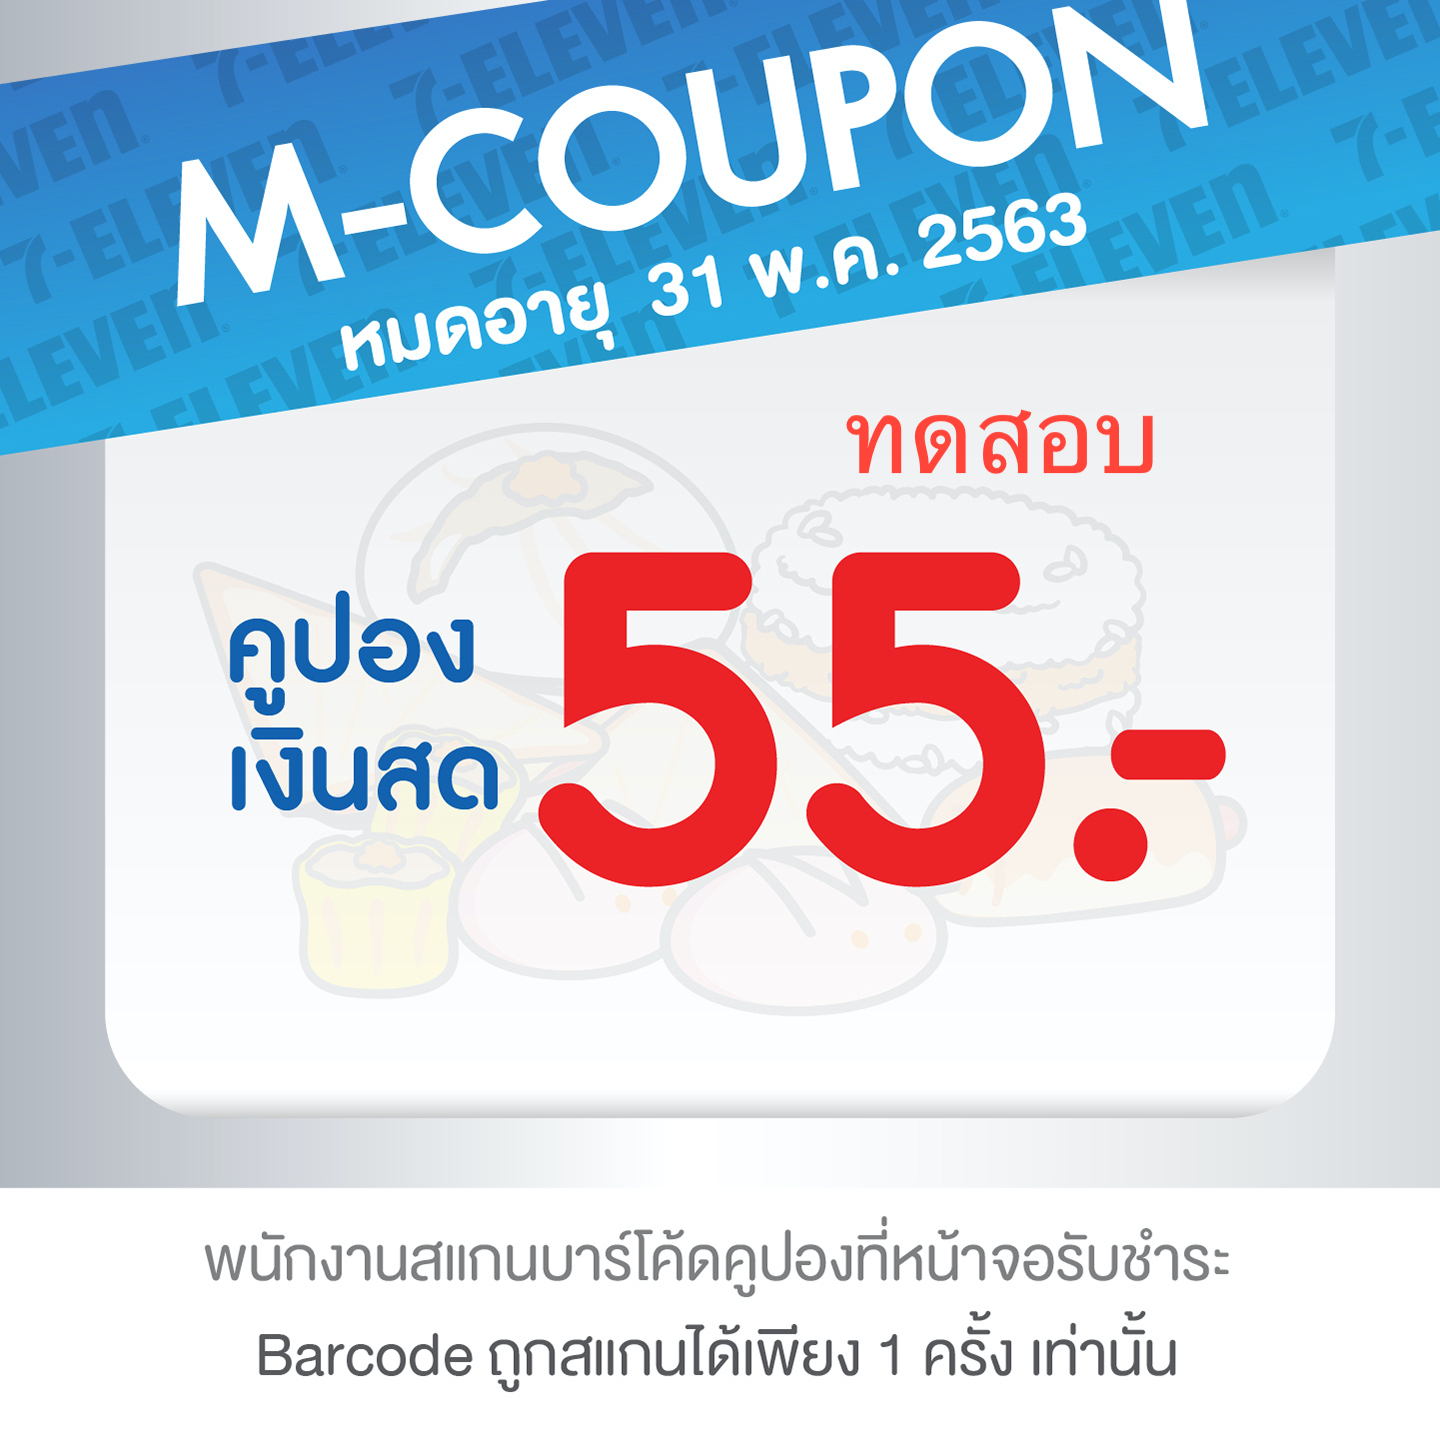 M-COUPON
หมดอายุ 31 พ.ค. 2563
ทดสอบ
คูปอง
เงินสด
55.-
พนักงานสแกนบาร์โค้ดคูปองที่หน้าจอรับชำระ
Barcode ถูกสแกนได้เพียง 1 ครั้ง เท่านั้น